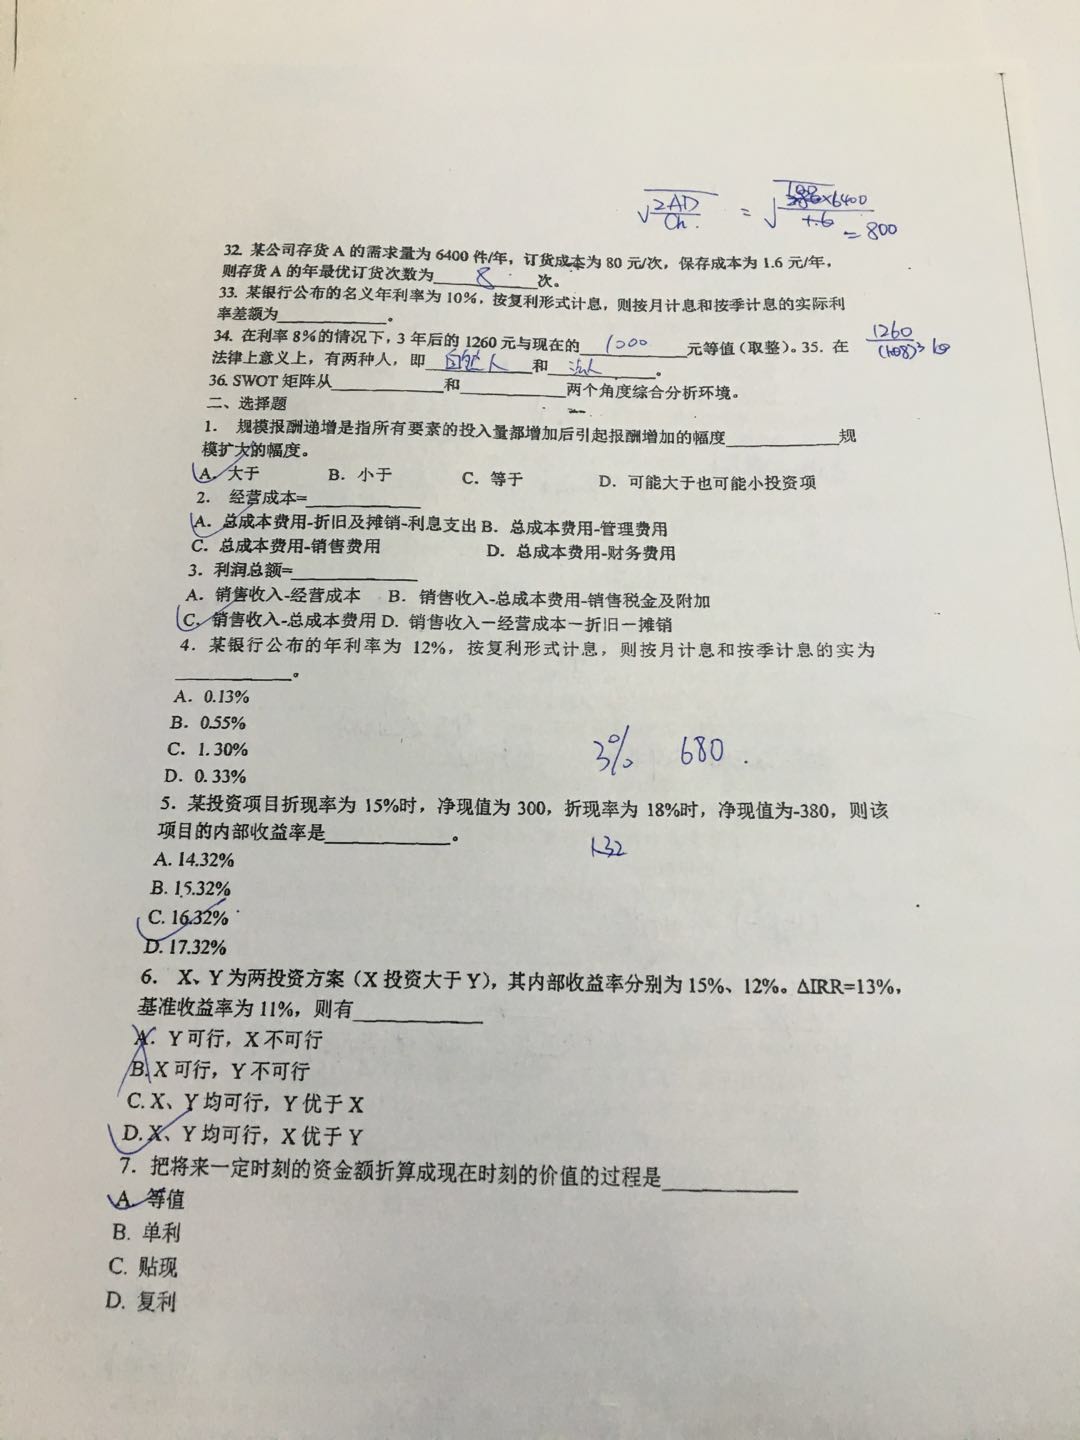 √2AD/Ch. = √100×6400/1.6
=800
32. 某公司存货 A 的需求量为 6400 件/年，订货成本为 80 元/次，保存成本为 1.6 元/年，
则存货 A 的年最优订货次数为 8 次。
33. 某银行公布的名义年利率为 10%，按复利形式计息，则按月计息和按季计息的实际利
率差额为____________。
34. 在利率 8%的情况下，3 年后的 1260 元与现在的 1000 元等值（取整）。35．在
1260/(1+08)³
法律上意义上，有两种人，即 自然人 和 法人 。
36. SWOT 矩阵从____________和____________两个角度综合分析环境。
二、选择题
1． 规模报酬递增是指所有要素的投入量都增加后引起报酬增加的幅度____________规
模扩大的幅度。
A．大于 B．小于 C．等于 D．可能大于也可能小投资项
2． 经营成本=____________
A．总成本费用-折旧及摊销-利息支出 B．总成本费用-管理费用
C．总成本费用-销售费用 D．总成本费用-财务费用
3．利润总额=____________
A．销售收入-经营成本 B．销售收入-总成本费用-销售税金及附加
C．销售收入-总成本费用 D. 销售收入－经营成本－折旧－摊销
4．某银行公布的年利率为 12%，按复利形式计息，则按月计息和按季计息的实为
____________。
A．0.13%
B．0.55%
C．1.30%
D．0.33%
3% 680 .
5．某投资项目折现率为 15%时，净现值为 300，折现率为 18%时，净现值为-380，则该
项目的内部收益率是____________。
1.32
A. 14.32%
B. 15.32%
C. 16.32%
D. 17.32%
6． X、Y 为两投资方案（X 投资大于 Y），其内部收益率分别为 15%、12%。ΔIRR=13%，
基准收益率为 11%，则有____________
A．Y 可行，X 不可行
B. X 可行，Y 不可行
C. X、Y 均可行，Y 优于 X
D. X、Y 均可行，X 优于 Y
7．把将来一定时刻的资金额折算成现在时刻的价值的过程是____________
A. 等值
B. 单利
C. 贴现
D. 复利